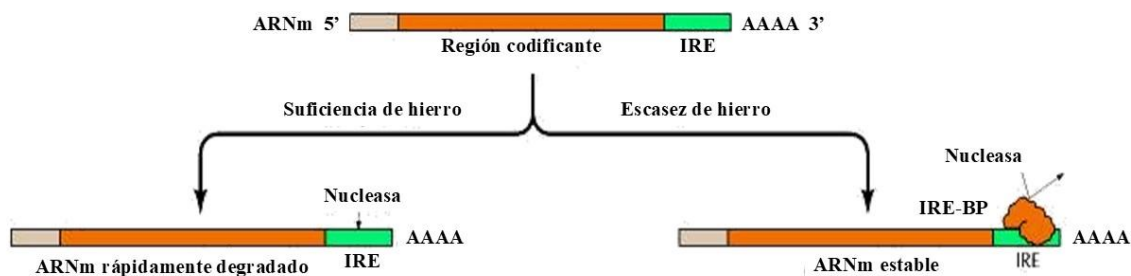 ARNm 5’ AAAA 3’
Región codificante IRE
Suficiencia de hierro Escasez de hierro
Nucleasa Nucleasa
IRE-BP
AAAA AAAA
ARNm rápidamente degradado IRE ARNm estable IRE